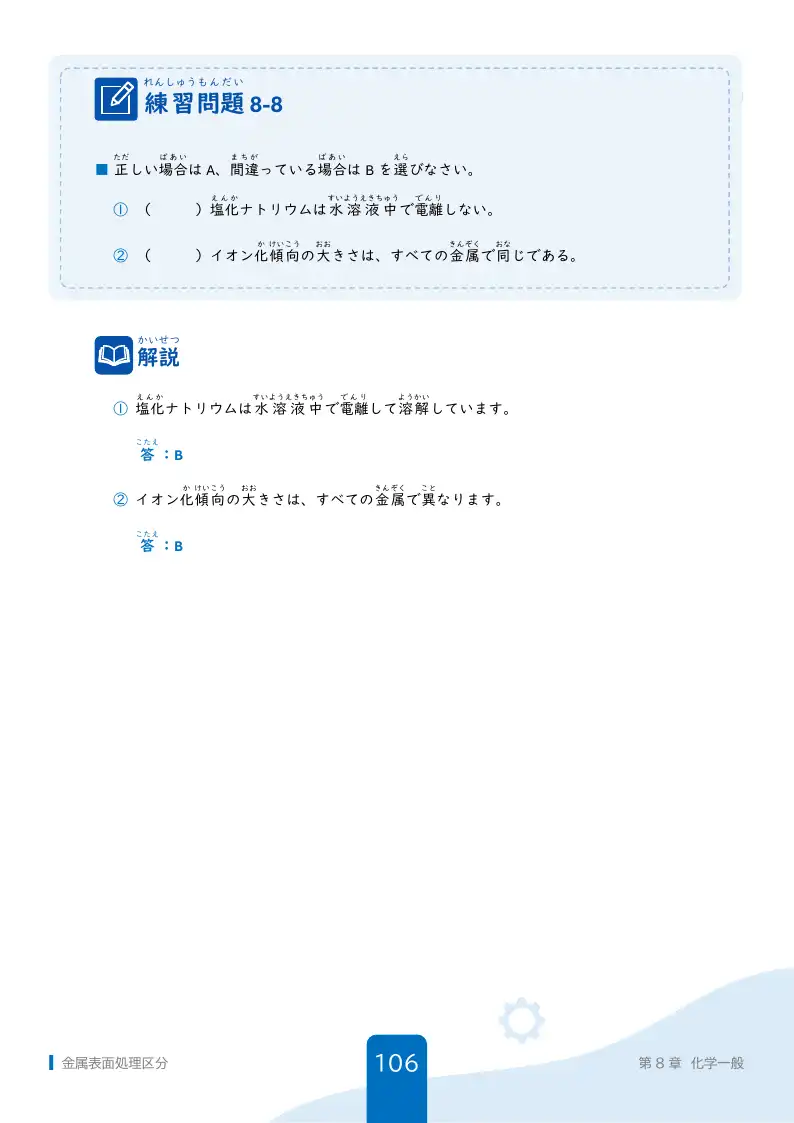 れんしゅうもんだい
練習問題 8-8
ただ ばあい まちが ばあい えら
■ 正しい場合は A、間違っている場合は B を選びなさい。
えんか すいようえきちゅう でんり
① （　　）塩化ナトリウムは水溶液中で電離しない。
か けいこう おお きんぞく おな
② （　　）イオン化傾向の大きさは、すべての金属で同じである。
かいせつ
解説
えんか すいようえきちゅう でんり ようかい
① 塩化ナトリウムは水溶液中で電離して溶解しています。
こたえ
答：B
か けいこう おお きんぞく こと
② イオン化傾向の大きさは、すべての金属で異なります。
こたえ
答：B
金属表面処理区分 106 第 8 章 化学一般